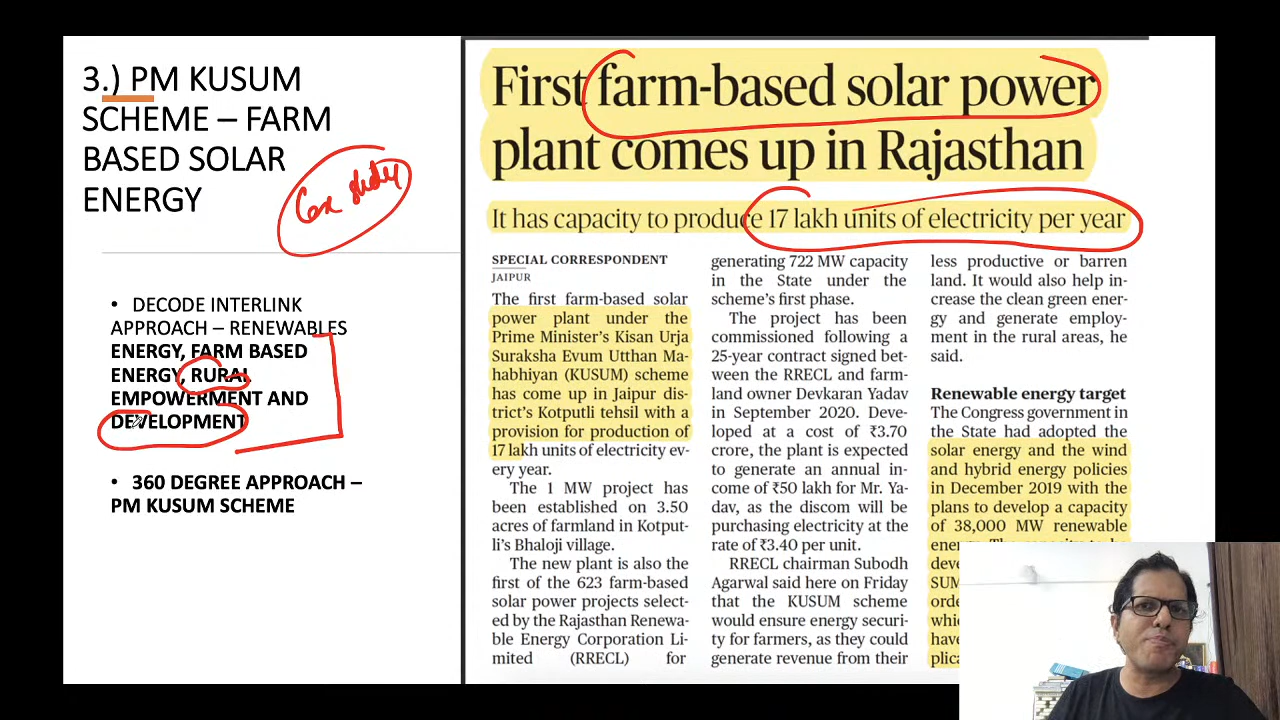 3.) PM KUSUM
SCHEME – FARM
BASED SOLAR
ENERGY
Case study
• DECODE INTERLINK
APPROACH – RENEWABLES
ENERGY, FARM BASED
ENERGY, RURAL
EMPOWERMENT AND
DEVELOPMENT
• 360 DEGREE APPROACH –
PM KUSUM SCHEME
First farm-based solar power
plant comes up in Rajasthan
It has capacity to produce 17 lakh units of electricity per year
SPECIAL CORRESPONDENT
JAIPUR
The first farm-based solar
power plant under the
Prime Minister's Kisan Urja
Suraksha Evum Utthan Ma-
habhiyan (KUSUM) scheme
has come up in Jaipur dis-
trict's Kotputli tehsil with a
provision for production of
17 lakh units of electricity ev-
ery year.
The 1 MW project has
been established on 3.50
acres of farmland in Kotput-
li's Bhaloji village.
The new plant is also the
first of the 623 farm-based
solar power projects select-
ed by the Rajasthan Renewa-
ble Energy Corporation Li-
mited (RRECL) for
generating 722 MW capacity
in the State under the
scheme's first phase.
The project has been
commissioned following a
25-year contract signed bet-
ween the RRECL and farm-
land owner Devkaran Yadav
in September 2020. Deve-
loped at a cost of ₹3.70
crore, the plant is expected
to generate an annual in-
come of ₹50 lakh for Mr. Ya-
dav, as the discom will be
purchasing electricity at the
rate of ₹3.40 per unit.
RRECL chairman Subodh
Agarwal said here on Friday
that the KUSUM scheme
would ensure energy securi-
ty for farmers, as they could
generate revenue from their
less productive or barren
land. It would also help in-
crease the clean green ener-
gy and generate employ-
ment in the rural areas, he
said.
Renewable energy target
The Congress government in
the State had adopted the
solar energy and the wind
and hybrid energy policies
in December 2019 with the
plans to develop a capacity
of 38,000 MW renewable